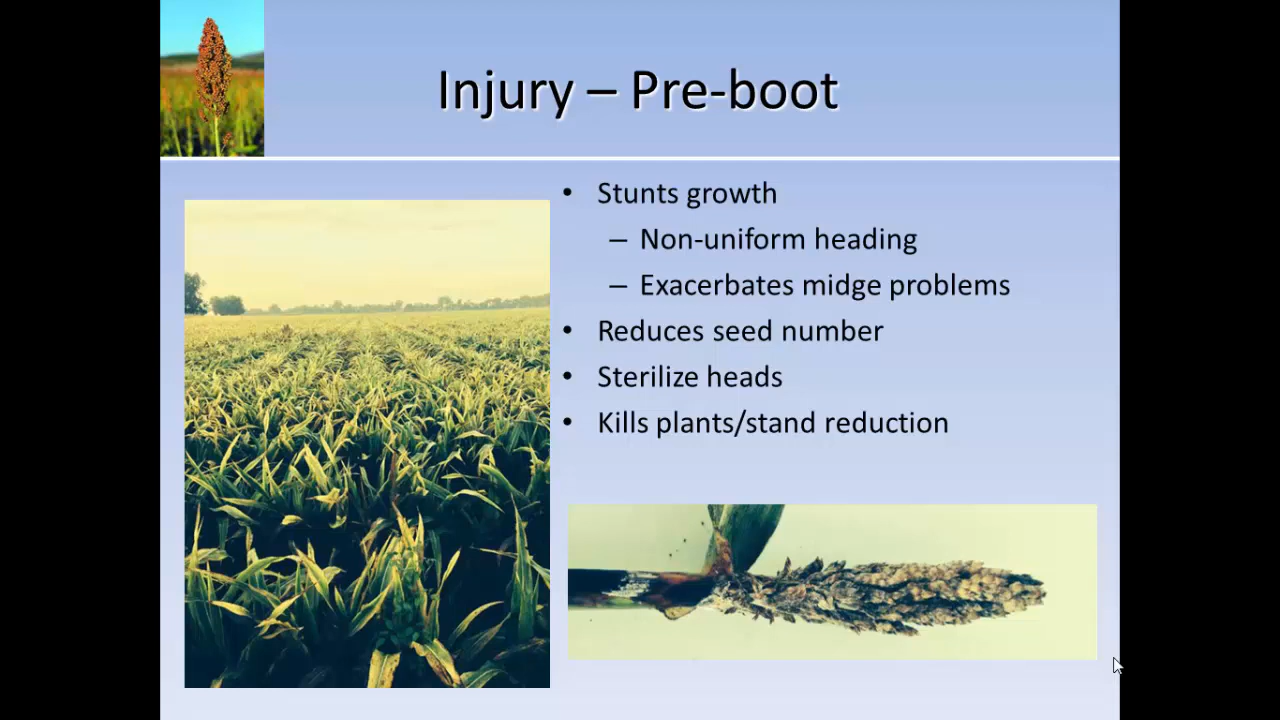 Injury – Pre-boot
• Stunts growth
– Non-uniform heading
– Exacerbates midge problems
• Reduces seed number
• Sterilize heads
• Kills plants/stand reduction